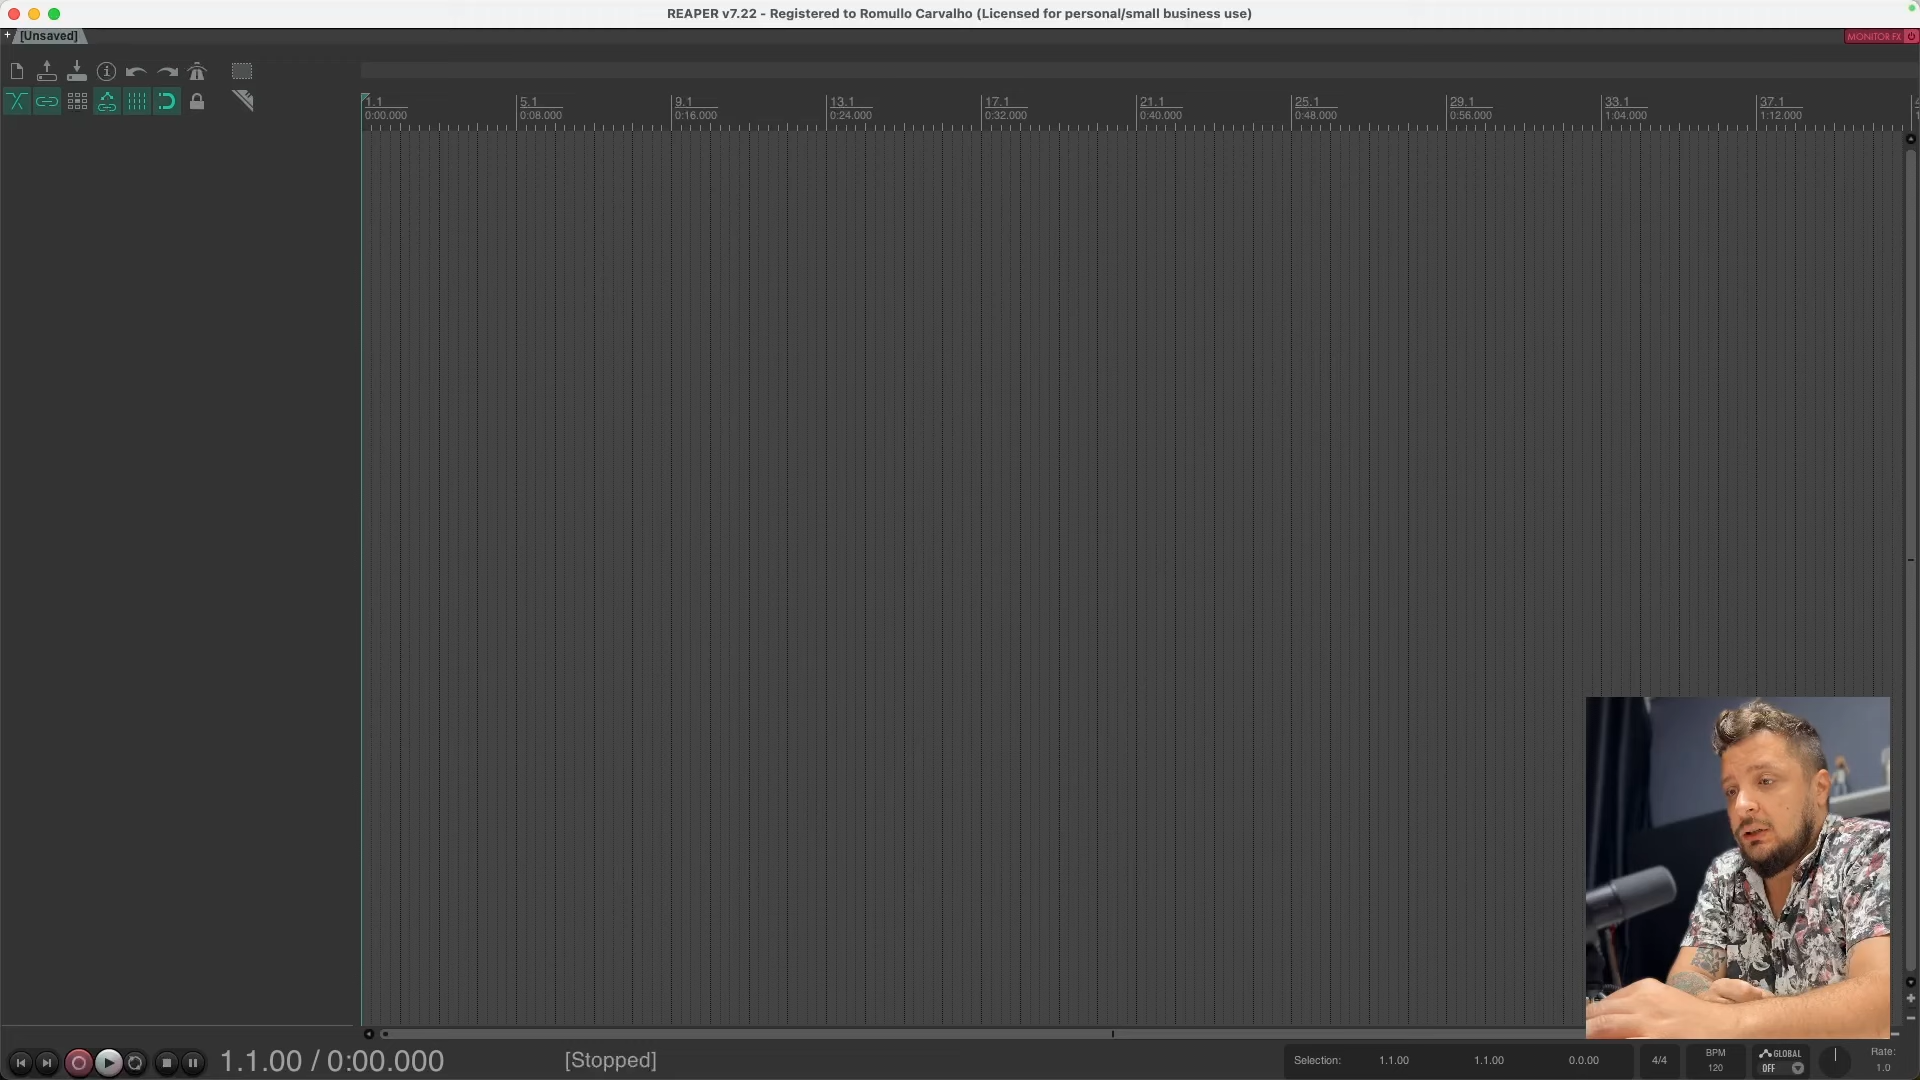 REAPER v7.22 - Registered to Romullo Carvalho (Licensed for personal/small business use)
+ [Unsaved]
MONITOR FX
1.1 5.1 9.1 13.1 17.1 21.1 25.1 29.1 33.1 37.1
0:00.000 0:08.000 0:16.000 0:24.000 0:32.000 0:40.000 0:48.000 0:56.000 1:04.000 1:12.000
1.1.00 / 0:00.000
[Stopped]
Selection: 1.1.00 1.1.00 0.0.00
4/4
BPM
120
GLOBAL
OFF
Rate:
1.0